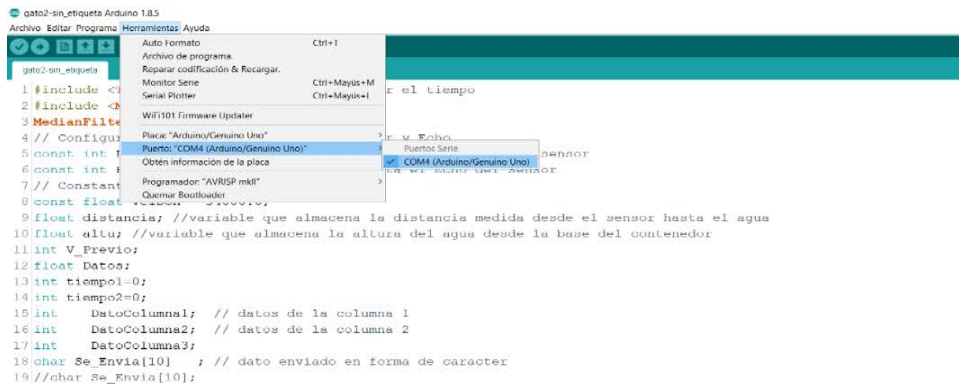 gato2-sin_etiqueta Arduino 1.8.5
Archivo Editar Programa Herramientas Ayuda
Auto Formato Ctrl+T
Archivo de programa.
Reparar codificación & Recargar.
Monitor Serie Ctrl+Mayús+M
Serial Plotter Ctrl+Mayús+L
WiFi101 Firmware Updater
Placa: "Arduino/Genuino Uno"
Puerto: "COM4 (Arduino/Genuino Uno)"
Obtén información de la placa
Programador: "AVRISP mkII"
Quemar Bootloader
Puertos Serie
COM4 (Arduino/Genuino Uno)
gato2-sin_etiqueta
1 #include <T r el tiempo
2 #include <M
3 MedianFilte
4 // Configur r y Echo
5 const int sensor
6 const int el Echo del sensor
7 // Constant
8 const float
9 float distancia; //variable que almacena la distancia medida desde el sensor hasta el agua
10 float altu; //variable que almacena la altura del agua desde la base del contenedor
11 int V_Previo;
12 float Datos;
13 int tiempo1=0;
14 int tiempo2=0;
15 int DatoColumna1; // datos de la columna 1
16 int DatoColumna2; // datos de la columna 2
17 int DatoColumna3;
18 char Se_Envia[10] ; // dato enviado en forma de caracter
19 //char Se_Envia[10];